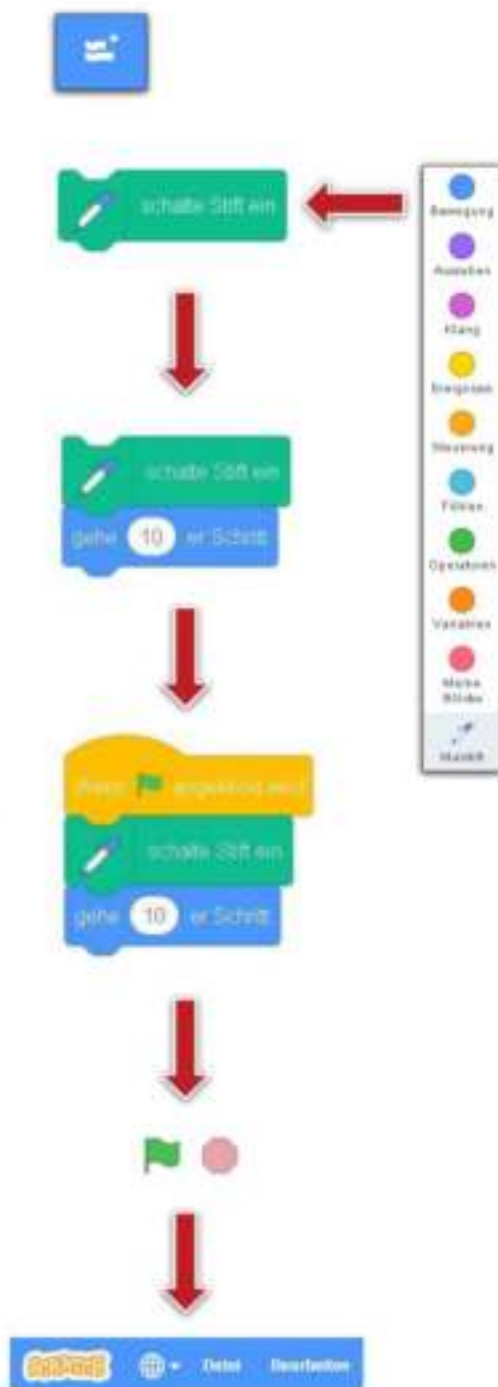 schalte Stift ein
Bewegung
Aussehen
Klang
Ereignisse
Steuerung
Fühlen
Operatoren
Variablen
Meine
Blöcke
Malstift
schalte Stift ein
gehe 10 er Schritt
Wenn angeklickt wird
schalte Stift ein
gehe 10 er Schritt
SCRATCH Datei Bearbeiten